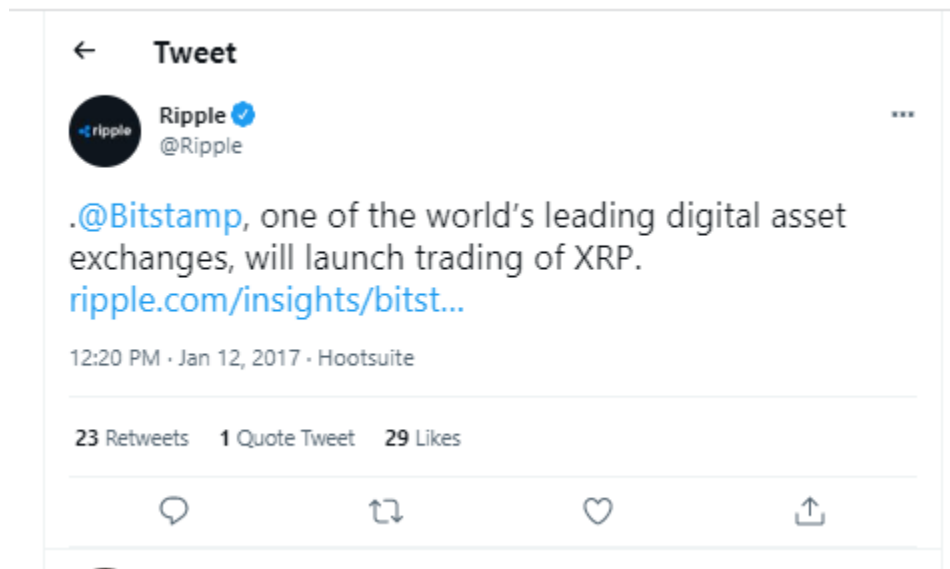 Tweet
ripple
Ripple
@Ripple
.@Bitstamp, one of the world’s leading digital asset
exchanges, will launch trading of XRP.
ripple.com/insights/bitst...
12:20 PM · Jan 12, 2017 · Hootsuite
23 Retweets 1 Quote Tweet 29 Likes